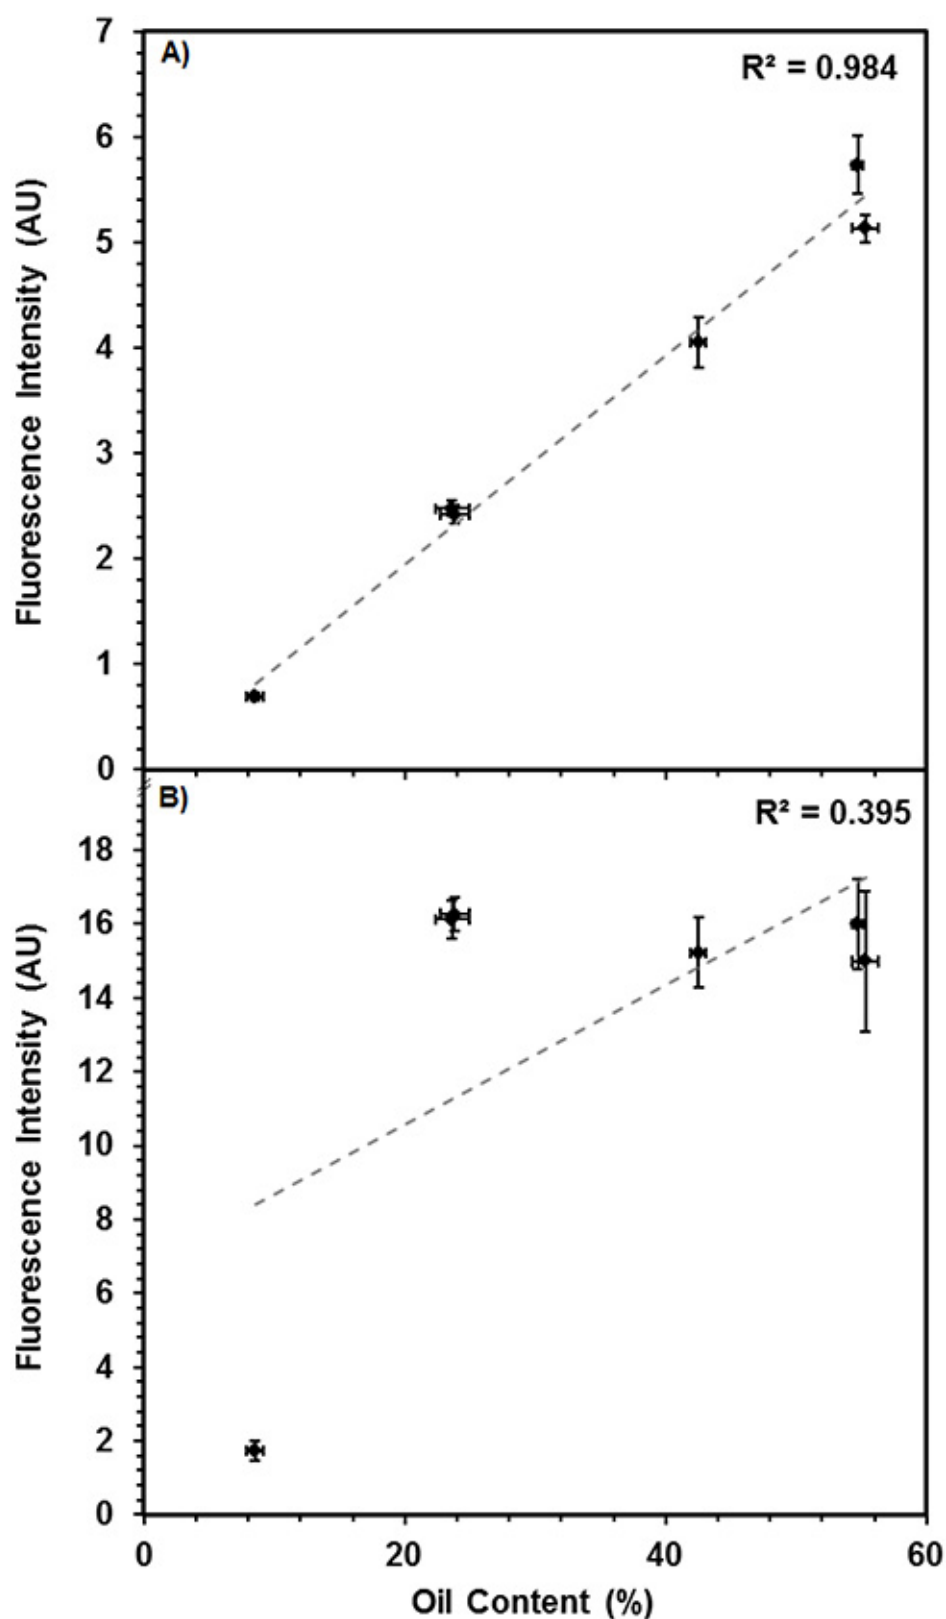 A)
R² = 0.984
7
6
5
4
3
2
1
0
Fluorescence Intensity (AU)
B)
R² = 0.395
18
16
14
12
10
8
6
4
2
0
Fluorescence Intensity (AU)
0 20 40 60
Oil Content (%)